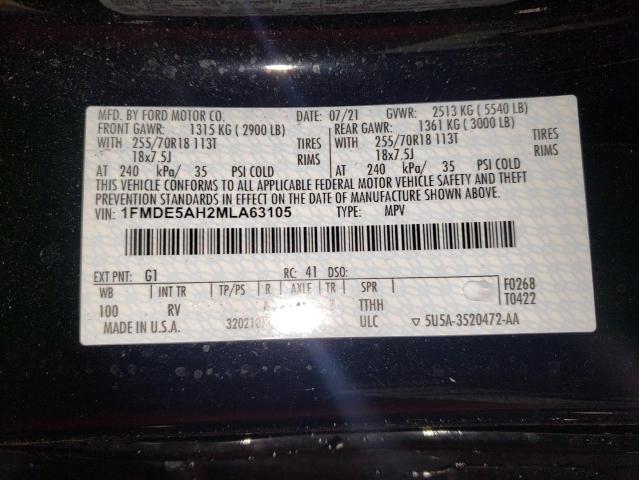 MFD. BY FORD MOTOR CO. DATE: 07/21 GVWR: 2513 KG ( 5540 LB)
FRONT GAWR: 1315 KG ( 2900 LB) REAR GAWR: 1361 KG ( 3000 LB)
WITH 255/70R18 113T TIRES WITH 255/70R18 113T TIRES
18x7.5J RIMS 18x7.5J RIMS
AT 240 kPa/ 35 PSI COLD AT 240 kPa/ 35 PSI COLD
THIS VEHICLE CONFORMS TO ALL APPLICABLE FEDERAL MOTOR VEHICLE SAFETY AND THEFT
PREVENTION STANDARDS IN EFFECT ON THE DATE OF MANUFACTURE SHOWN ABOVE.
VIN: 1FMDE5AH2MLA63105 TYPE: MPV
EXT PNT: G1 RC: 41 DSO:
WB INT TR TP/PS R AXLE TR SPR F0268
100 RV TTHH T0422
MADE IN U.S.A. ULC ▽ 5U5A-3520472-AA